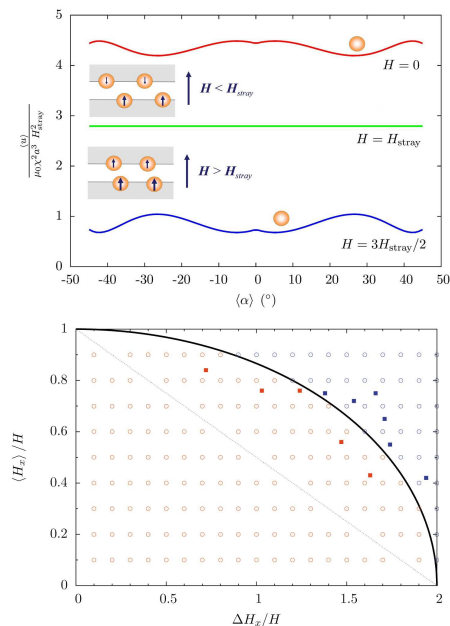 5
4
3
2
1
0
⟨u⟩
μ₀χ²a³ H²stray
H = 0
H < Hstray
H = Hstray
H > Hstray
H = 3Hstray/2
-50 -40 -30 -20 -10 0 10 20 30 40 50
⟨α⟩ (°)
1
0.8
0.6
0.4
0.2
0
⟨Hx⟩/H
0 0.5 1 1.5 2
ΔHx/H